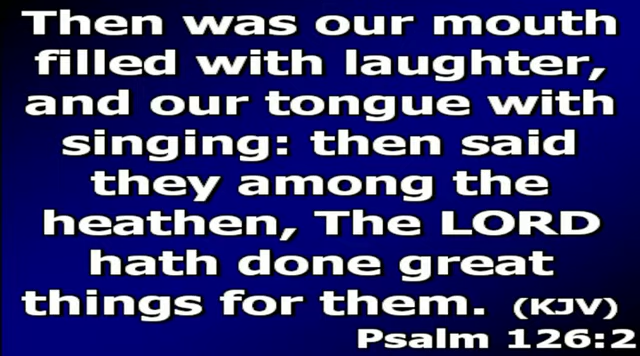 Then was our mouth
filled with laughter,
and our tongue with
singing: then said
they among the
heathen, The LORD
hath done great
things for them. (KJV)
Psalm 126:2